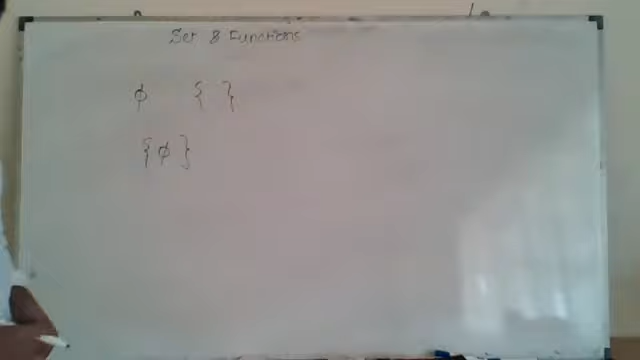 Set & Functions
ϕ { }
{ϕ}